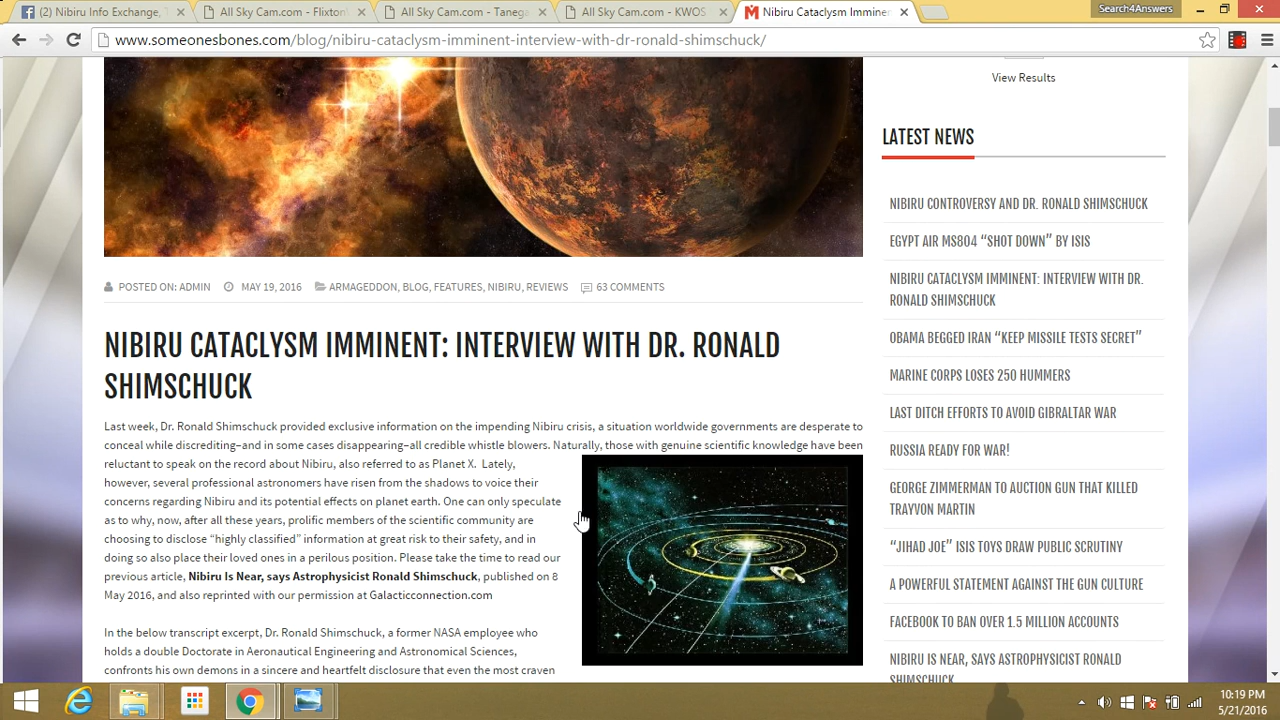 (2) Nibiru Info Exchange, T
All Sky Cam.com - Flixton
All Sky Cam.com - Tanega
All Sky Cam.com - KWOS
Nibiru Cataclysm Imminen
Search4Answers
www.someonesbones.com/blog/nibiru-cataclysm-imminent-interview-with-dr-ronald-shimschuck/
View Results
LATEST NEWS
NIBIRU CONTROVERSY AND DR. RONALD SHIMSCHUCK
EGYPT AIR MS804 “SHOT DOWN” BY ISIS
NIBIRU CATACLYSM IMMINENT: INTERVIEW WITH DR.
RONALD SHIMSCHUCK
OBAMA BEGGED IRAN “KEEP MISSILE TESTS SECRET”
MARINE CORPS LOSES 250 HUMMERS
LAST DITCH EFFORTS TO AVOID GIBRALTAR WAR
RUSSIA READY FOR WAR!
GEORGE ZIMMERMAN TO AUCTION GUN THAT KILLED
TRAYVON MARTIN
“JIHAD JOE” ISIS TOYS DRAW PUBLIC SCRUTINY
A POWERFUL STATEMENT AGAINST THE GUN CULTURE
FACEBOOK TO BAN OVER 1.5 MILLION ACCOUNTS
NIBIRU IS NEAR, SAYS ASTROPHYSICIST RONALD
SHIMSCHUCK
POSTED ON: ADMIN MAY 19, 2016 ARMAGEDDON, BLOG, FEATURES, NIBIRU, REVIEWS 63 COMMENTS
NIBIRU CATACLYSM IMMINENT: INTERVIEW WITH DR. RONALD
SHIMSCHUCK
Last week, Dr. Ronald Shimschuck provided exclusive information on the impending Nibiru crisis, a situation worldwide governments are desperate to
conceal while discrediting–and in some cases disappearing–all credible whistle blowers. Naturally, those with genuine scientific knowledge have been
reluctant to speak on the record about Nibiru, also referred to as Planet X. Lately,
however, several professional astronomers have risen from the shadows to voice their
concerns regarding Nibiru and its potential effects on planet earth. One can only speculate
as to why, now, after all these years, prolific members of the scientific community are
choosing to disclose “highly classified” information at great risk to their safety, and in
doing so also place their loved ones in a perilous position. Please take the time to read our
previous article, Nibiru Is Near, says Astrophysicist Ronald Shimschuck, published on 8
May 2016, and also reprinted with our permission at Galacticconnection.com
In the below transcript excerpt, Dr. Ronald Shimschuck, a former NASA employee who
holds a double Doctorate in Aeronautical Engineering and Astronomical Sciences,
confronts his own demons in a sincere and heartfelt disclosure that even the most craven
10:19 PM
5/21/2016